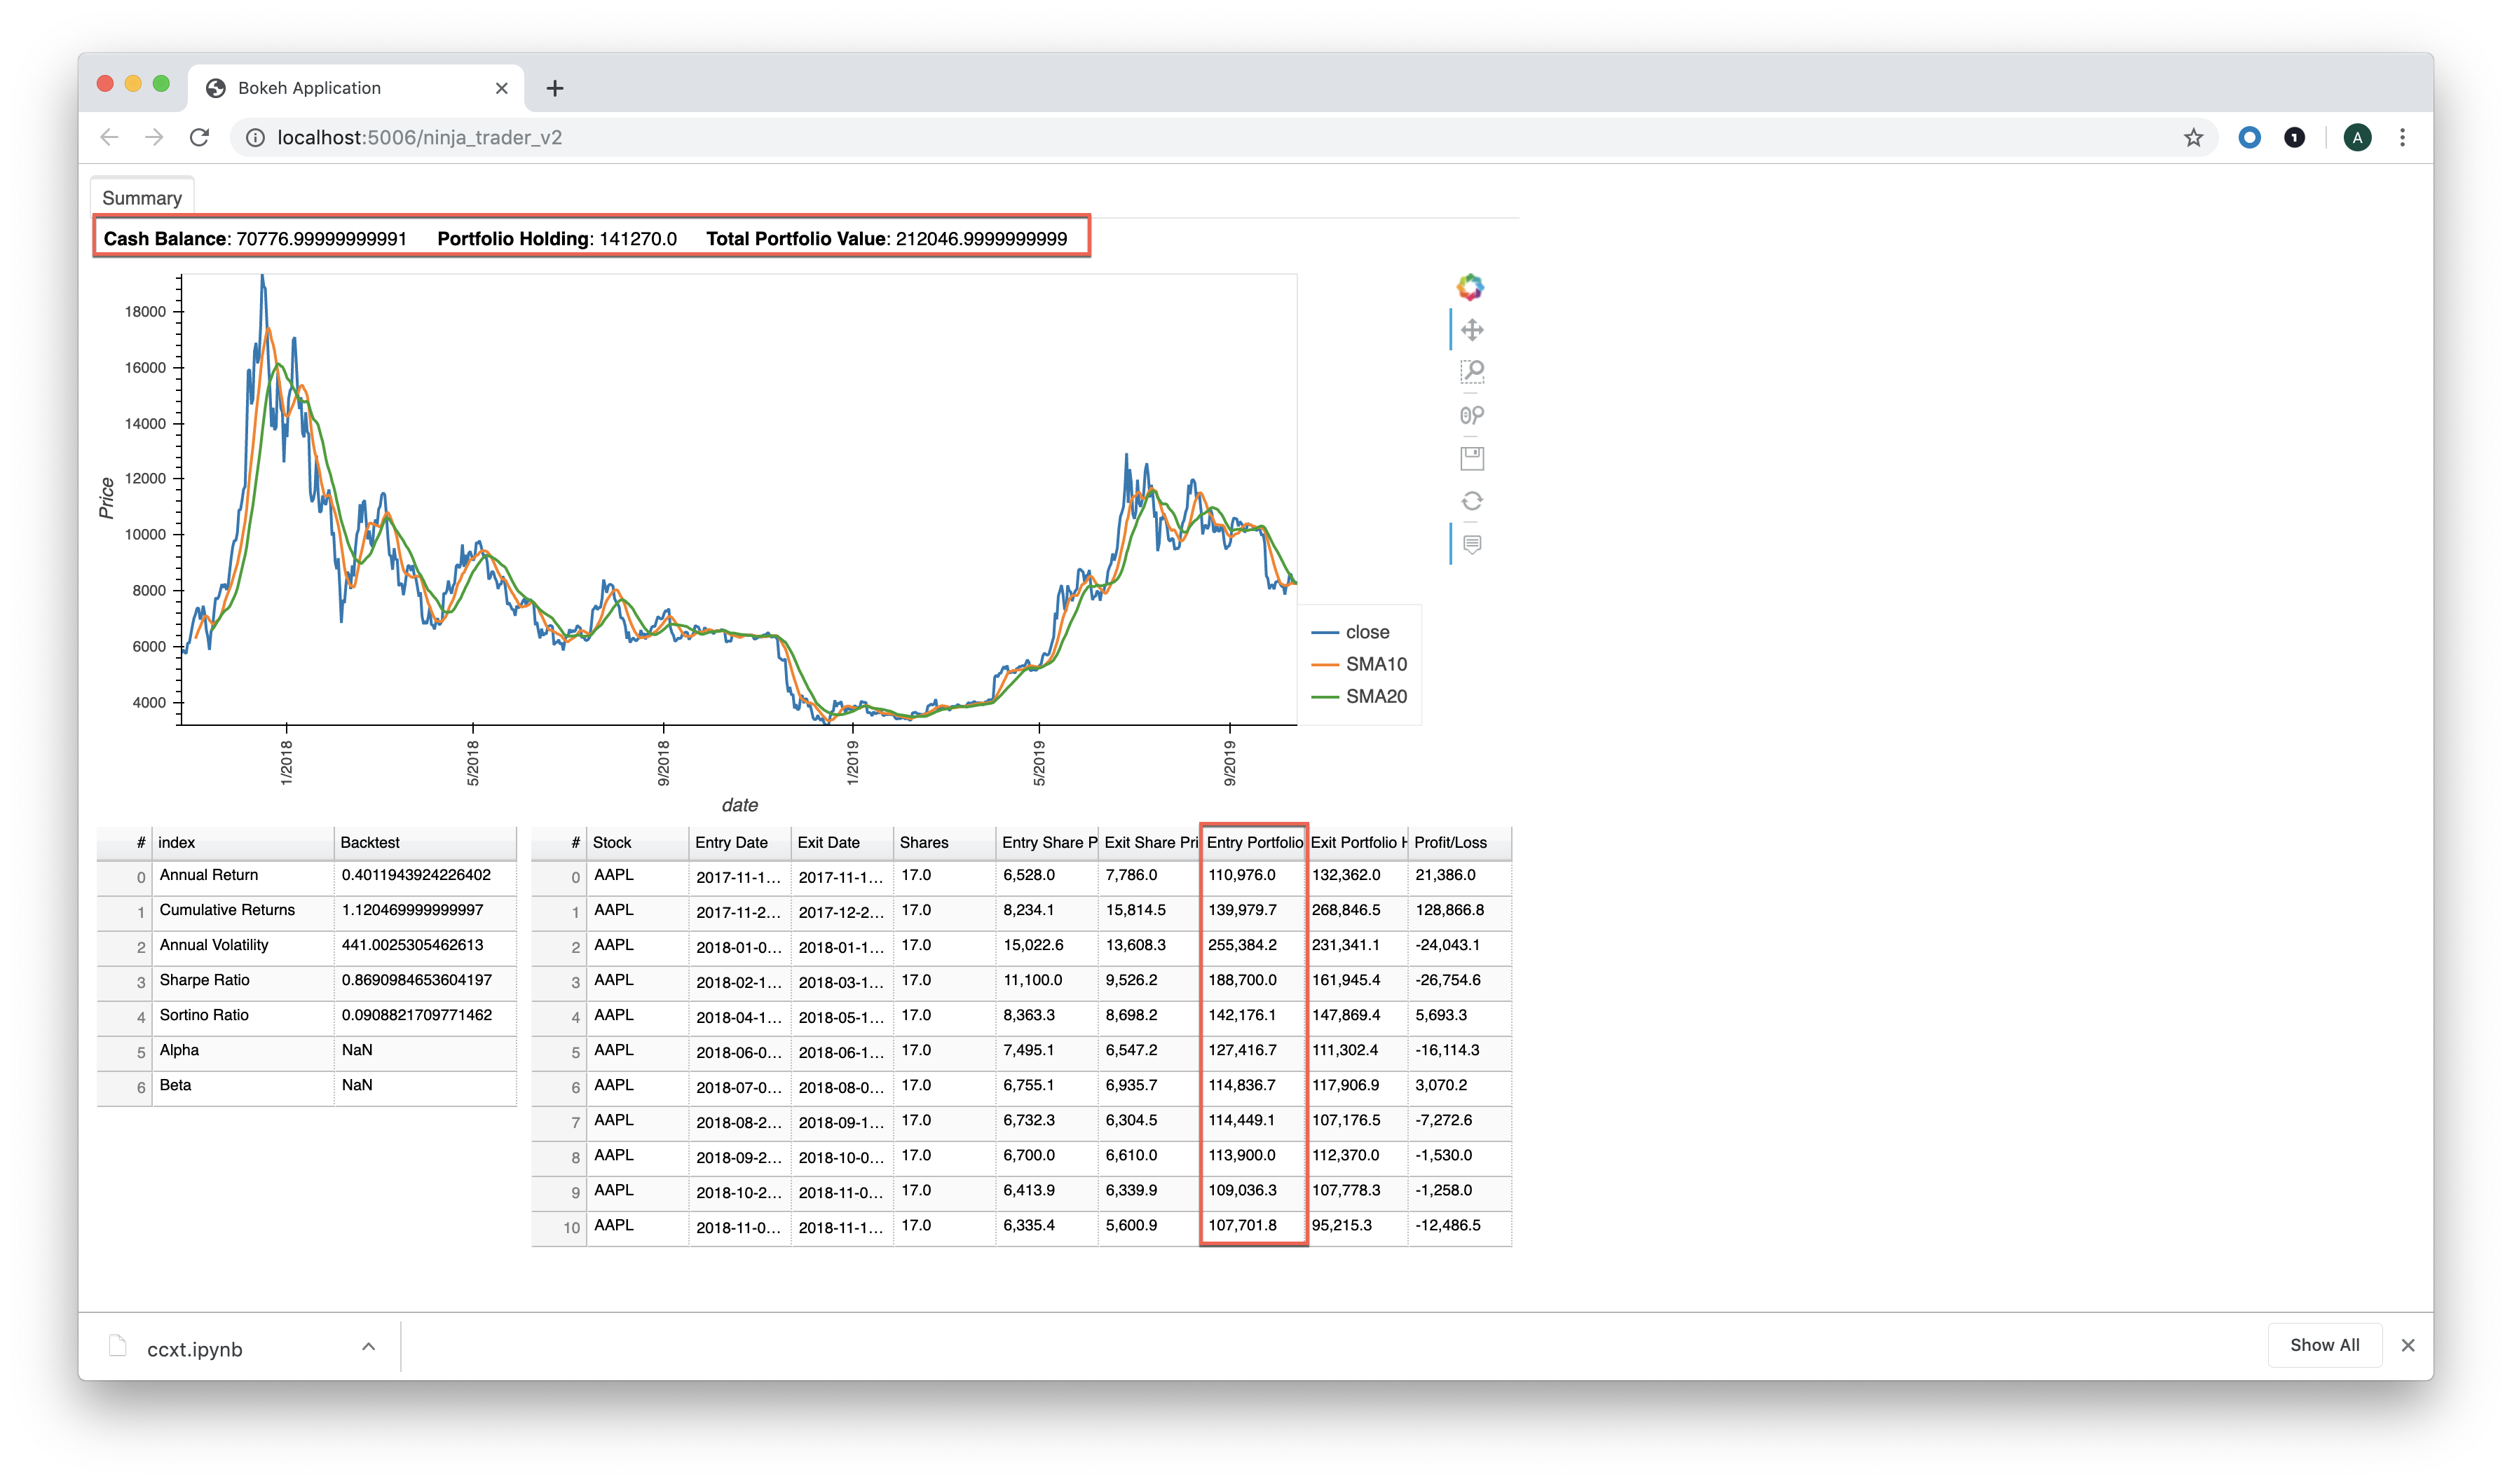 Bokeh Application
localhost:5006/ninja_trader_v2
A
Summary
Cash Balance: 70776.99999999991 Portfolio Holding: 141270.0 Total Portfolio Value: 212046.9999999999
18000
16000
14000
12000
10000
8000
6000
4000
Price
1/2018 5/2018 9/2018 1/2019 5/2019 9/2019
date
close
SMA10
SMA20
# index Backtest
0 Annual Return 0.4011943924226402
1 Cumulative Returns 1.120469999999997
2 Annual Volatility 441.0025305462613
3 Sharpe Ratio 0.8690984653604197
4 Sortino Ratio 0.0908821709771462
5 Alpha NaN
6 Beta NaN
# Stock Entry Date Exit Date Shares Entry Share P Exit Share Pri Entry Portfolio Exit Portfolio H Profit/Loss
0 AAPL 2017-11-1... 2017-11-1... 17.0 6,528.0 7,786.0 110,976.0 132,362.0 21,386.0
1 AAPL 2017-11-2... 2017-12-2... 17.0 8,234.1 15,814.5 139,979.7 268,846.5 128,866.8
2 AAPL 2018-01-0... 2018-01-1... 17.0 15,022.6 13,608.3 255,384.2 231,341.1 -24,043.1
3 AAPL 2018-02-1... 2018-03-1... 17.0 11,100.0 9,526.2 188,700.0 161,945.4 -26,754.6
4 AAPL 2018-04-1... 2018-05-1... 17.0 8,363.3 8,698.2 142,176.1 147,869.4 5,693.3
5 AAPL 2018-06-0... 2018-06-1... 17.0 7,495.1 6,547.2 127,416.7 111,302.4 -16,114.3
6 AAPL 2018-07-0... 2018-08-0... 17.0 6,755.1 6,935.7 114,836.7 117,906.9 3,070.2
7 AAPL 2018-08-2... 2018-09-1... 17.0 6,732.3 6,304.5 114,449.1 107,176.5 -7,272.6
8 AAPL 2018-09-2... 2018-10-0... 17.0 6,700.0 6,610.0 113,900.0 112,370.0 -1,530.0
9 AAPL 2018-10-2... 2018-11-0... 17.0 6,413.9 6,339.9 109,036.3 107,778.3 -1,258.0
10 AAPL 2018-11-0... 2018-11-1... 17.0 6,335.4 5,600.9 107,701.8 95,215.3 -12,486.5
ccxt.ipynb
Show All